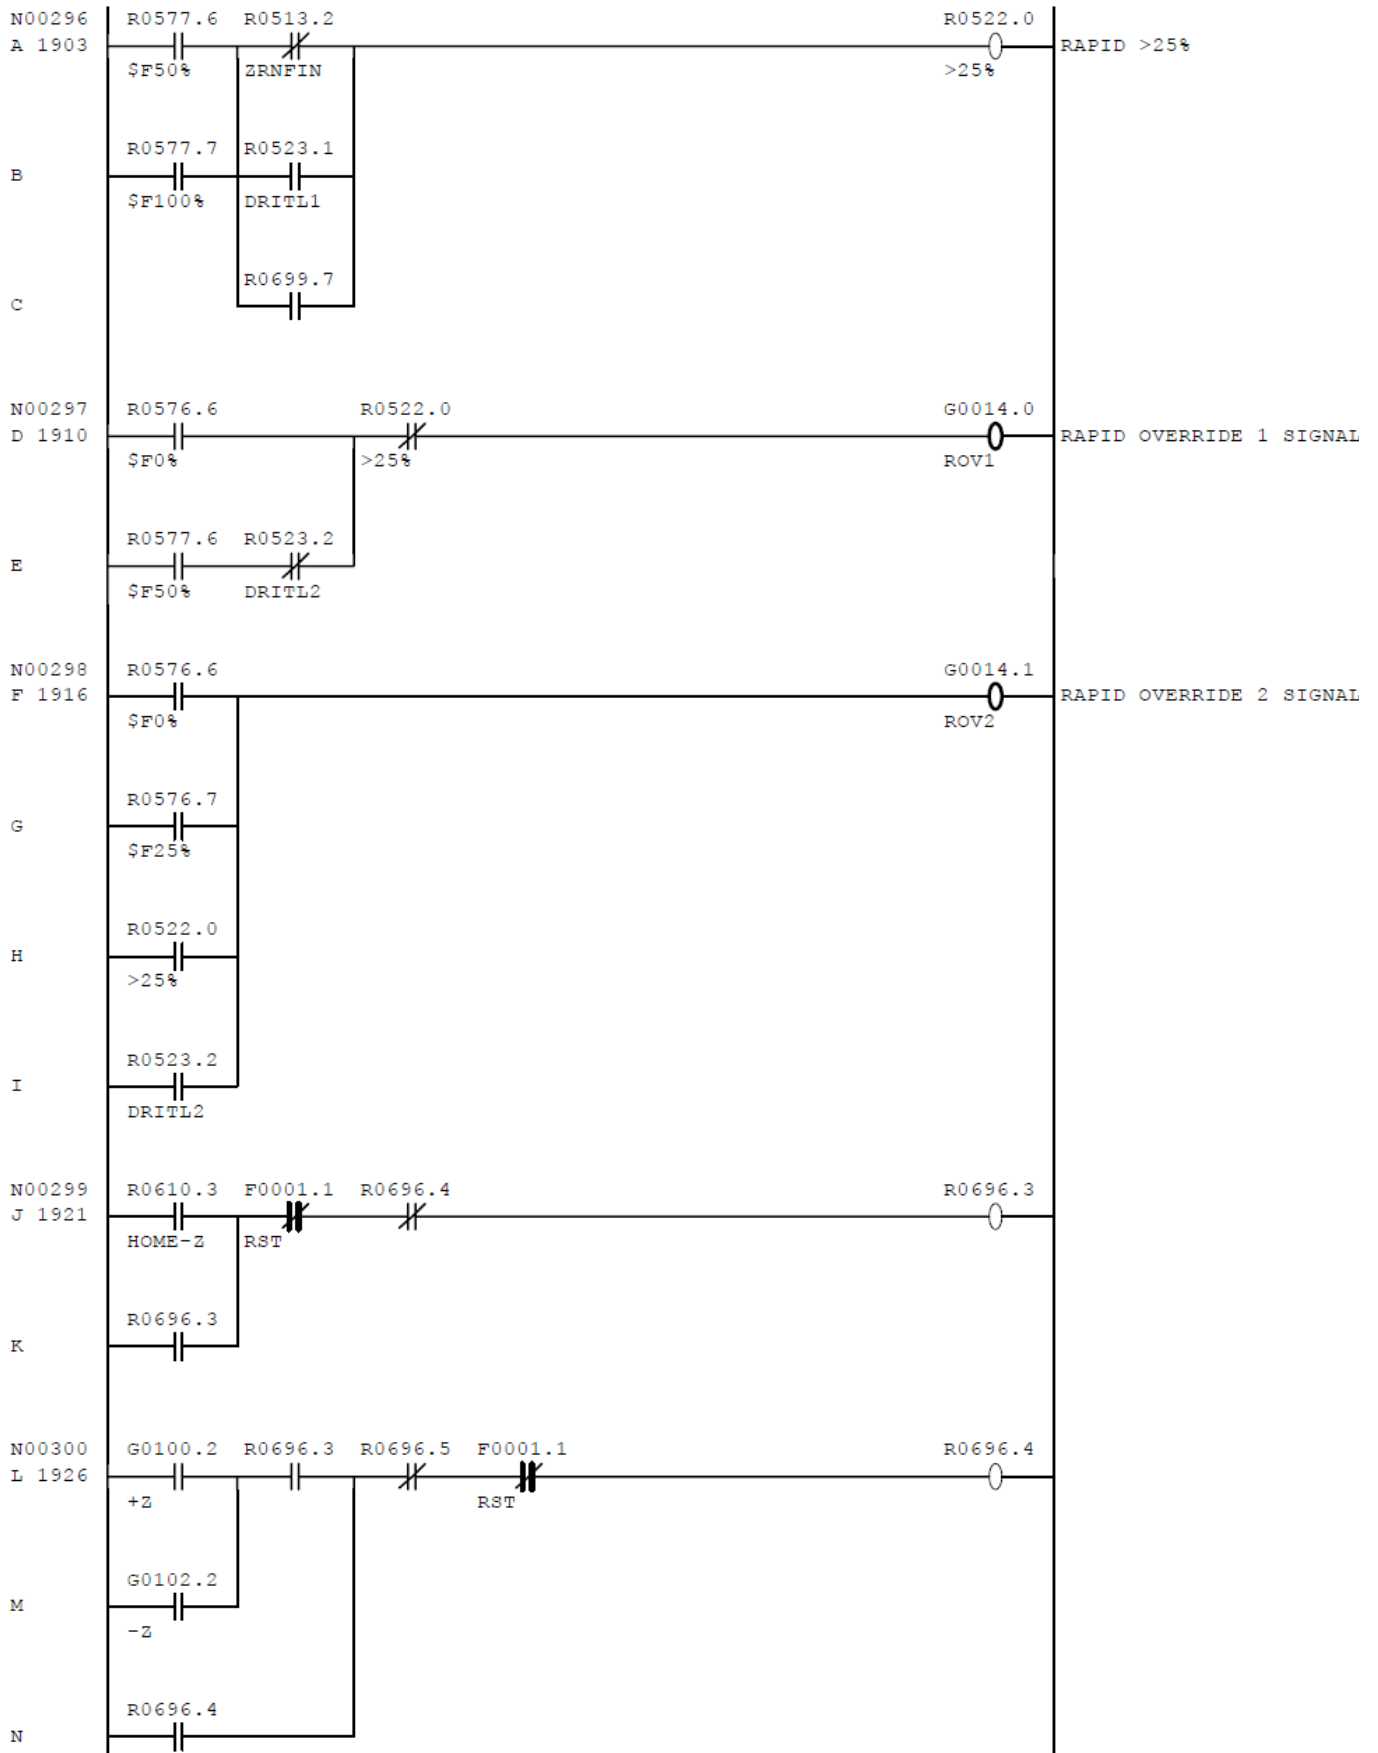 N00296 R0577.6 R0513.2 R0522.0
A 1903 RAPID >25%
$F50% ZRNFIN >25%
R0577.7 R0523.1
B
$F100% DRITL1
R0699.7
C
N00297 R0576.6 R0522.0 G0014.0
D 1910 RAPID OVERRIDE 1 SIGNAL
$F0% >25% ROV1
R0577.6 R0523.2
E
$F50% DRITL2
N00298 R0576.6 G0014.1
F 1916 RAPID OVERRIDE 2 SIGNAL
$F0% ROV2
R0576.7
G
$F25%
R0522.0
H
>25%
R0523.2
I
DRITL2
N00299 R0610.3 F0001.1 R0696.4 R0696.3
J 1921
HOME-Z RST
R0696.3
K
N00300 G0100.2 R0696.3 R0696.5 F0001.1 R0696.4
L 1926
+Z RST
G0102.2
M
-Z
R0696.4
N